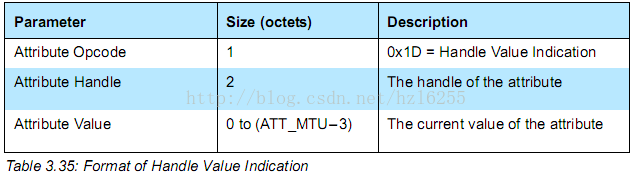 Parameter Size (octets) Description
Attribute Opcode 1 0x1D = Handle Value Indication
Attribute Handle 2 The handle of the attribute
http://blog.csdn.net/hzl6255
Attribute Value 0 to (ATT_MTU–3) The current value of the attribute
Table 3.35: Format of Handle Value Indication